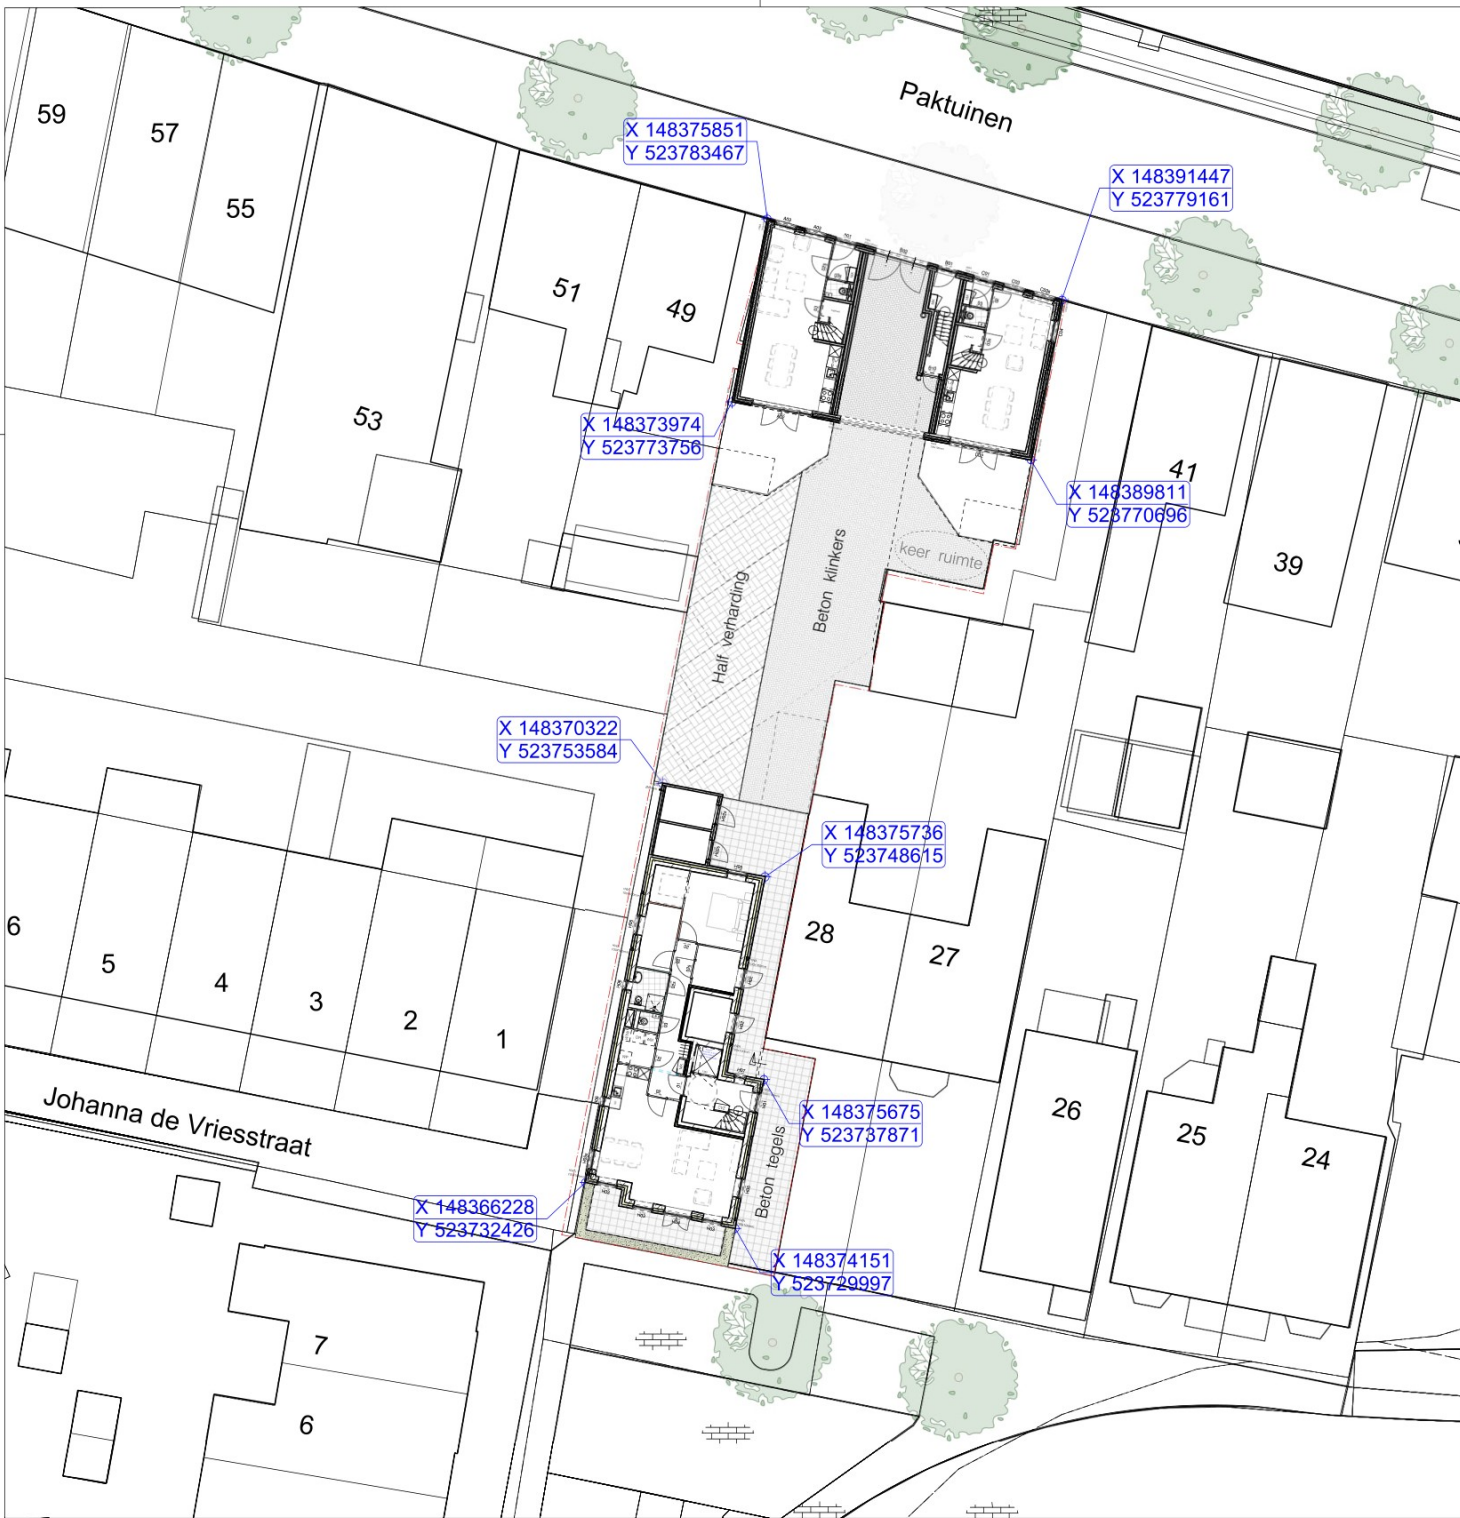 Paktuinen
X 148375851
Y 523783467
X 148391447
Y 523779161
59
57
55
51
49
53
X 148373974
Y 523773756
41
39
X 148389811
Y 523770696
keer ruimte
Beton klinkers
Half verharding
X 148370322
Y 523753584
X 148375736
Y 523748615
28
27
6
5
4
3
2
1
26
25
24
Johanna de Vriesstraat
X 148375675
Y 523737871
Beton tegels
X 148366228
Y 523732426
X 148374151
Y 523729997
7
6